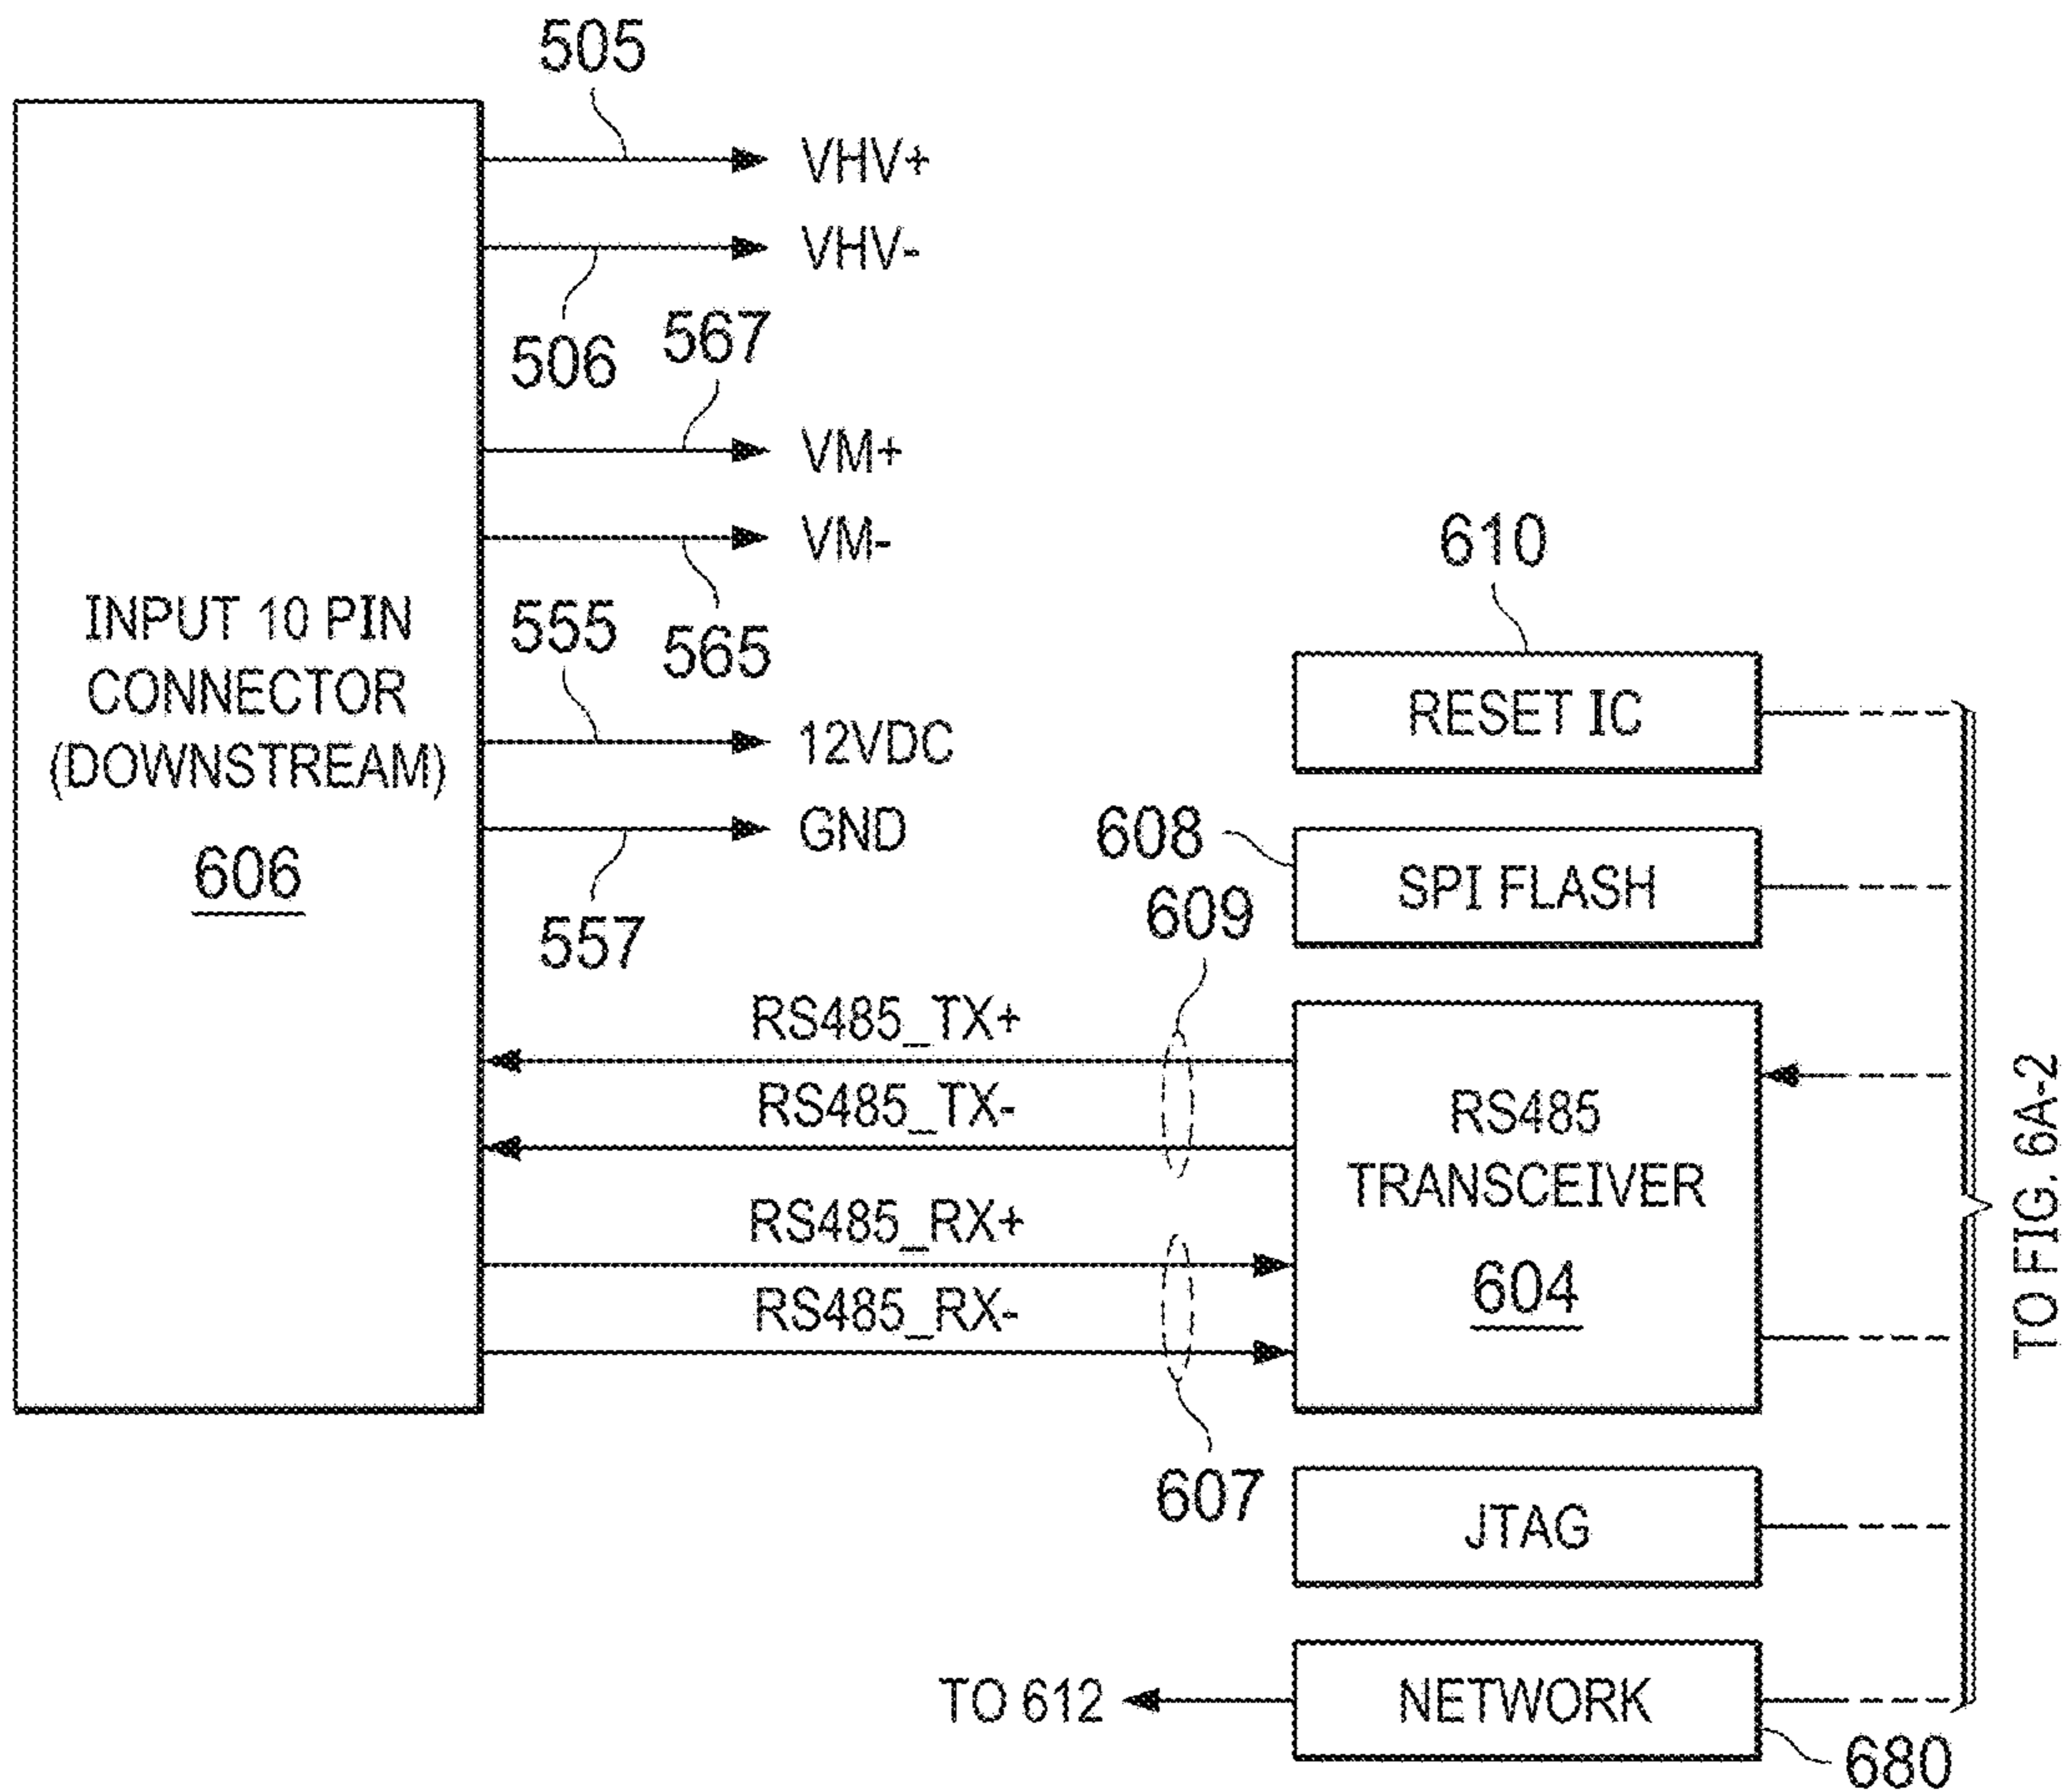 505
VHV+
VHV-
506
567
VM+
VM-
565
555
12VDC
GND
557
INPUT 10 PIN
CONNECTOR
(DOWNSTREAM)
606
610
RESET IC
608
SPI FLASH
609
RS485_TX+
RS485_TX-
RS485_RX+
RS485_RX-
607
RS485
TRANSCEIVER
604
JTAG
TO 612
NETWORK
680
TO FIG. 6A-2